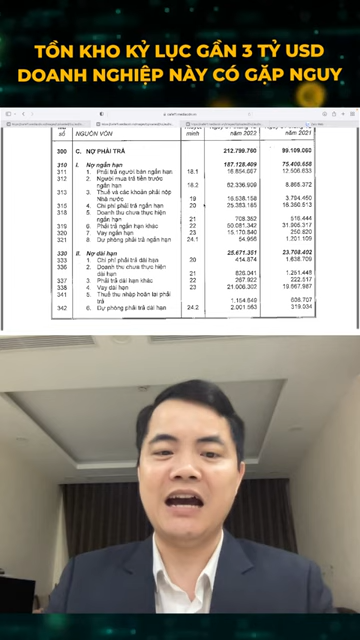 TỒN KHO KỶ LỤC GẦN 3 TỶ USD
DOANH NGHIỆP NÀY CÓ GẶP NGUY
số NGUỒN VỐN minh 2022 2021
300 C. NỢ PHẢI TRẢ 212.799.760 99.109.060
310 I. Nợ ngắn hạn 187.128.409 75.400.658
311 1. Phải trả người bán ngắn hạn 18.1
312 2. Người mua trả tiền trước
ngắn hạn 18.2 62.336.909 8.868.372
313 3. Thuế và các khoản phải nộp
Nhà nước 19 16.538.158 3.794.450
315 4. Chi phí phải trả ngắn hạn 20 25.383.165 16.360.513
318 5. Doanh thu chưa thực hiện
ngắn hạn 21 708.352 516.444
319 6. Phải trả ngắn hạn khác 22 50.081.342 31.906.317
320 7. Vay ngắn hạn 23 15.170.840 250.820
321 8. Dự phòng phải trả ngắn hạn 24.1 54.956 1.201.109
330 II. Nợ dài hạn 25.671.351 23.708.402
333 1. Chi phí phải trả dài hạn 20 414.874 1.638.709
336 2. Doanh thu chưa thực hiện
dài hạn 21 826.041 1.251.448
337 3. Phải trả dài hạn khác 22 267.922 222.517
338 4. Vay dài hạn 23 21.006.302 19.667.987
341 5. Thuế thu nhập hoãn lại phải
trả 1.154.649
342 6. Dự phòng phải trả dài hạn 24.2 2.001.563 319.034